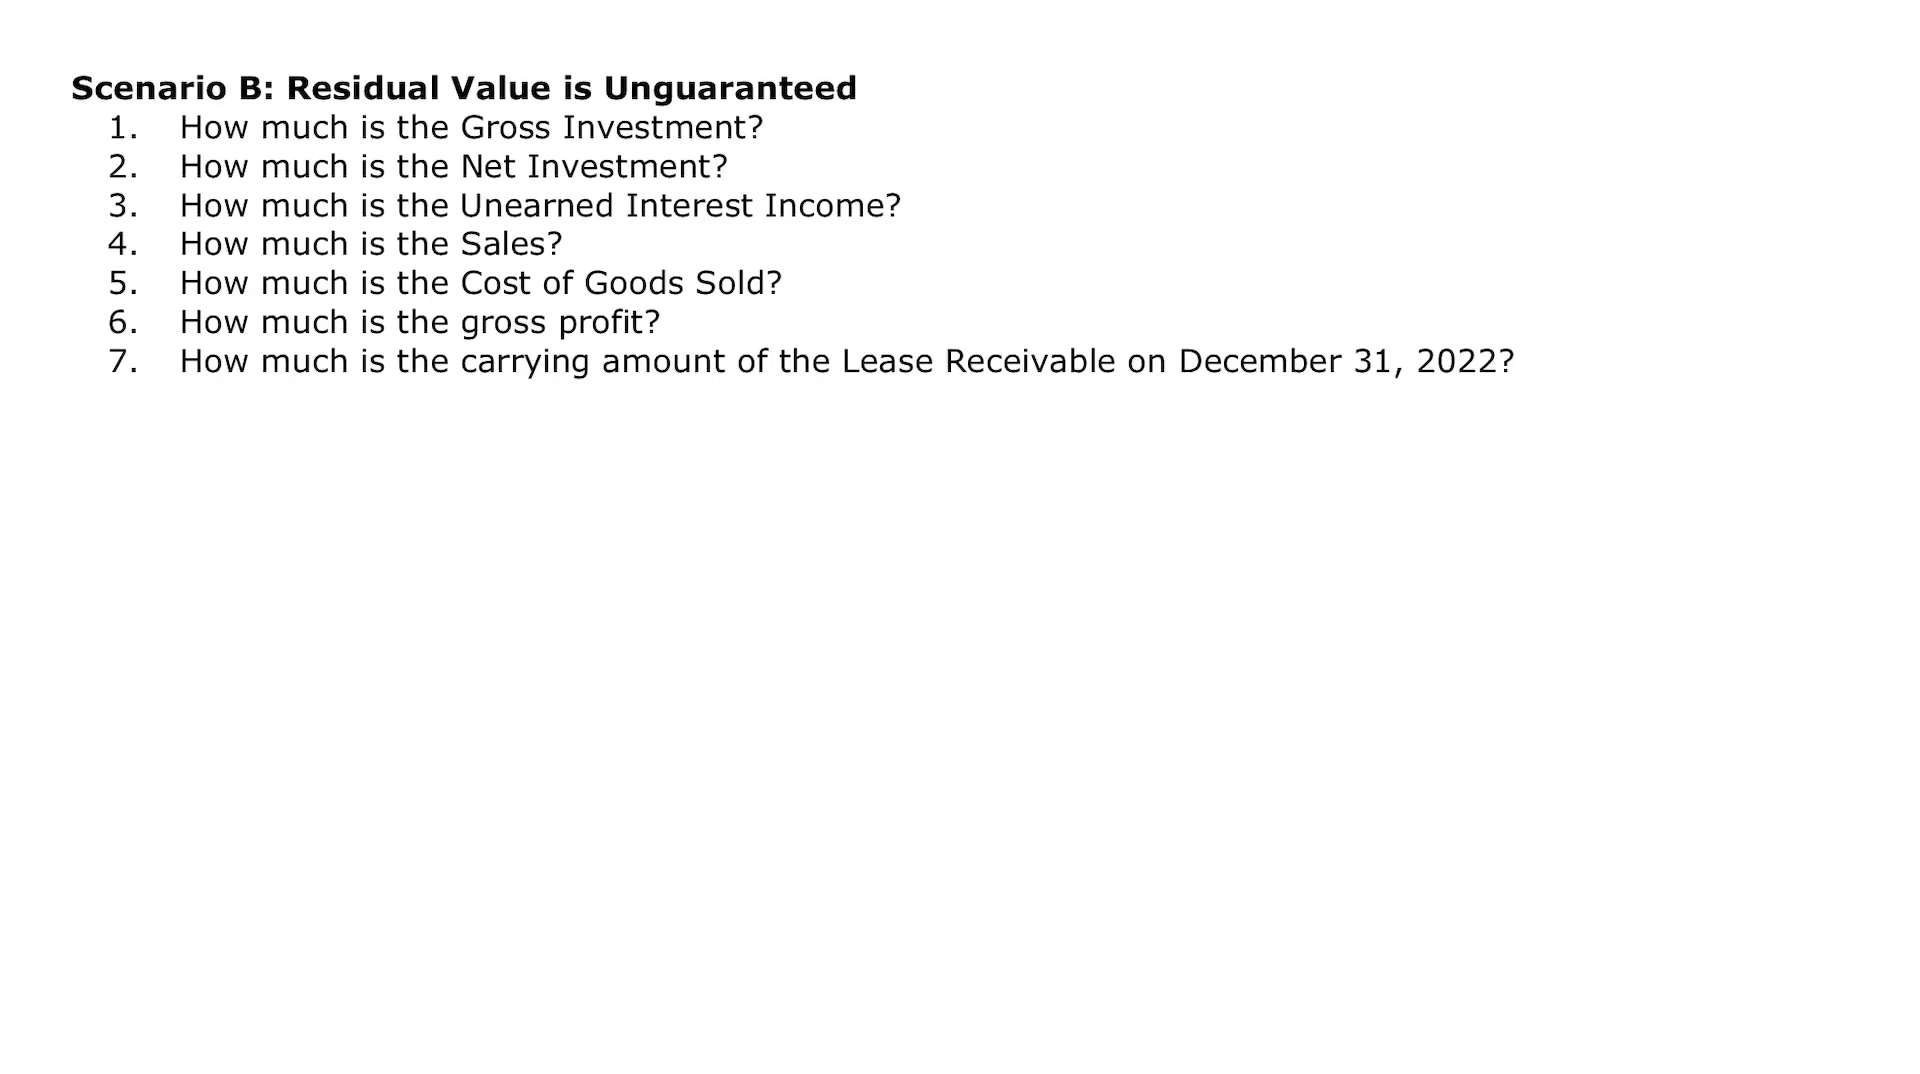 Scenario B: Residual Value is Unguaranteed
1. How much is the Gross Investment?
2. How much is the Net Investment?
3. How much is the Unearned Interest Income?
4. How much is the Sales?
5. How much is the Cost of Goods Sold?
6. How much is the gross profit?
7. How much is the carrying amount of the Lease Receivable on December 31, 2022?